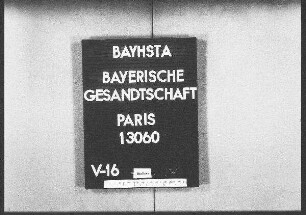 BAYHSTA
BAYERISCHE
GESANDTSCHAFT
PARIS
13060
V-16